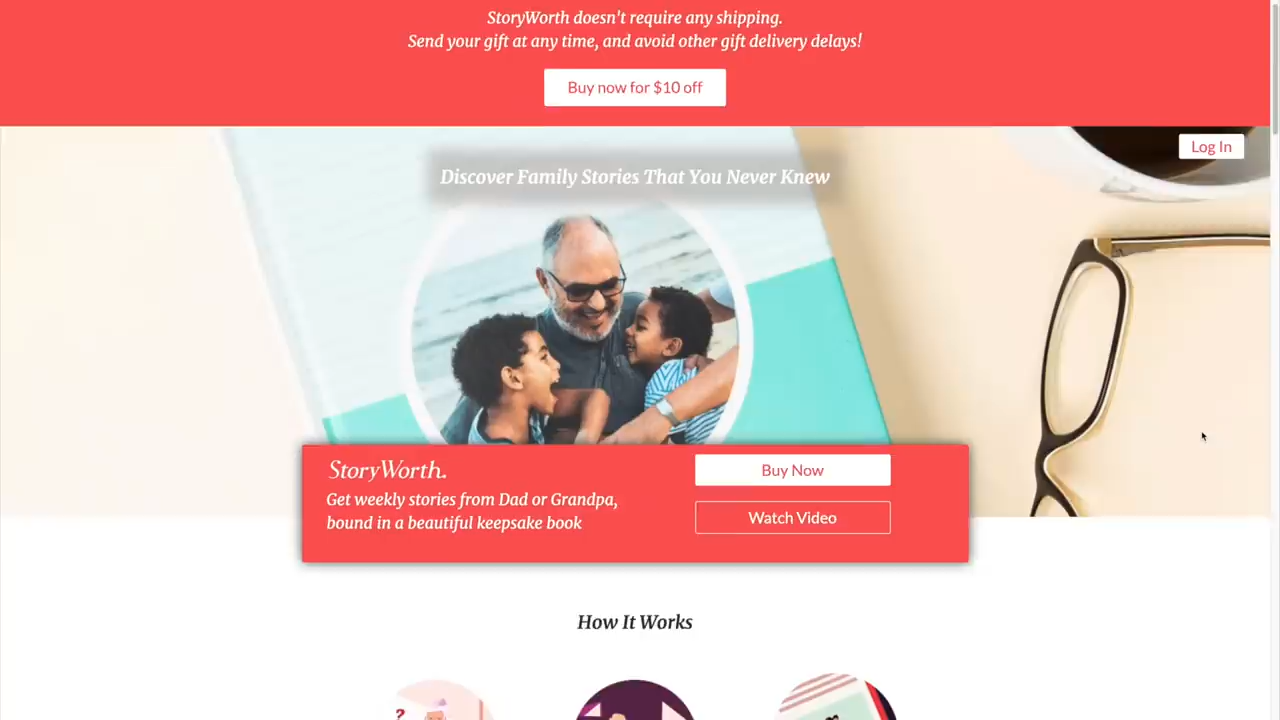 StoryWorth doesn't require any shipping.
Send your gift at any time, and avoid other gift delivery delays!
Buy now for $10 off
Log In
Discover Family Stories That You Never Knew
StoryWorth.
Get weekly stories from Dad or Grandpa,
bound in a beautiful keepsake book
Buy Now
Watch Video
How It Works
?